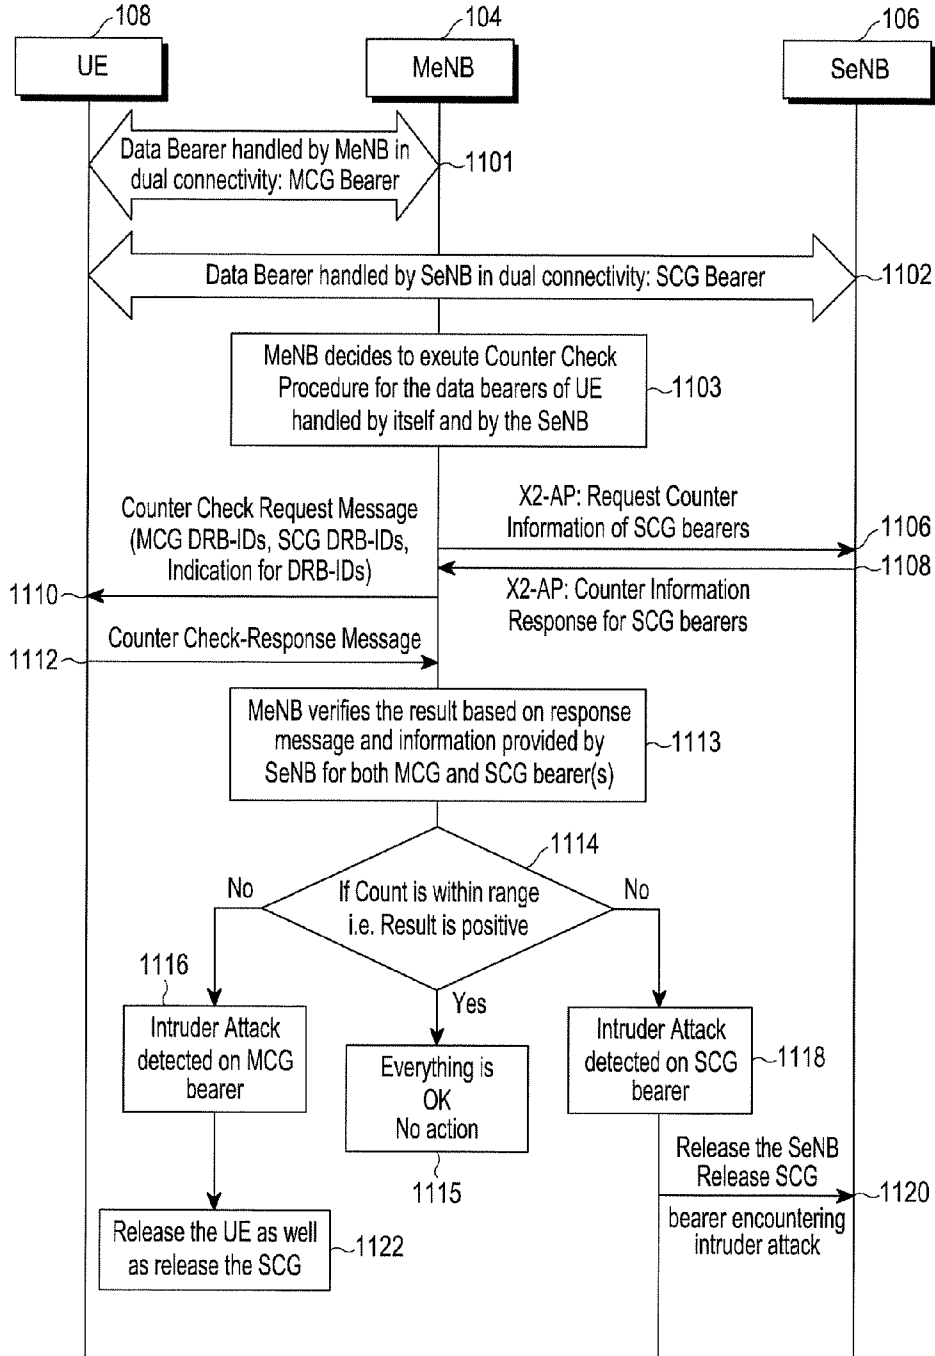 108
104
106
UE
MeNB
SeNB
Data Bearer handled by MeNB in
dual connectivity: MCG Bearer
1101
Data Bearer handled by SeNB in dual connectivity: SCG Bearer
1102
MeNB decides to exeute Counter Check
Procedure for the data bearers of UE
handled by itself and by the SeNB
1103
X2-AP: Request Counter
Information of SCG bearers
1106
Counter Check Request Message
(MCG DRB-IDs, SCG DRB-IDs,
Indication for DRB-IDs)
1108
1110
X2-AP: Counter Information
Response for SCG bearers
Counter Check-Response Message
1112
MeNB verifies the result based on response
message and information provided by
SeNB for both MCG and SCG bearer(s)
1113
1114
If Count is within range
i.e. Result is positive
No
No
Yes
1116
Intruder Attack
detected on MCG
bearer
Everything is
OK
No action
1115
Intruder Attack
detected on SCG
bearer
1118
Release the SeNB
Release SCG
1120
bearer encountering
intruder attack
Release the UE as well
as release the SCG
1122